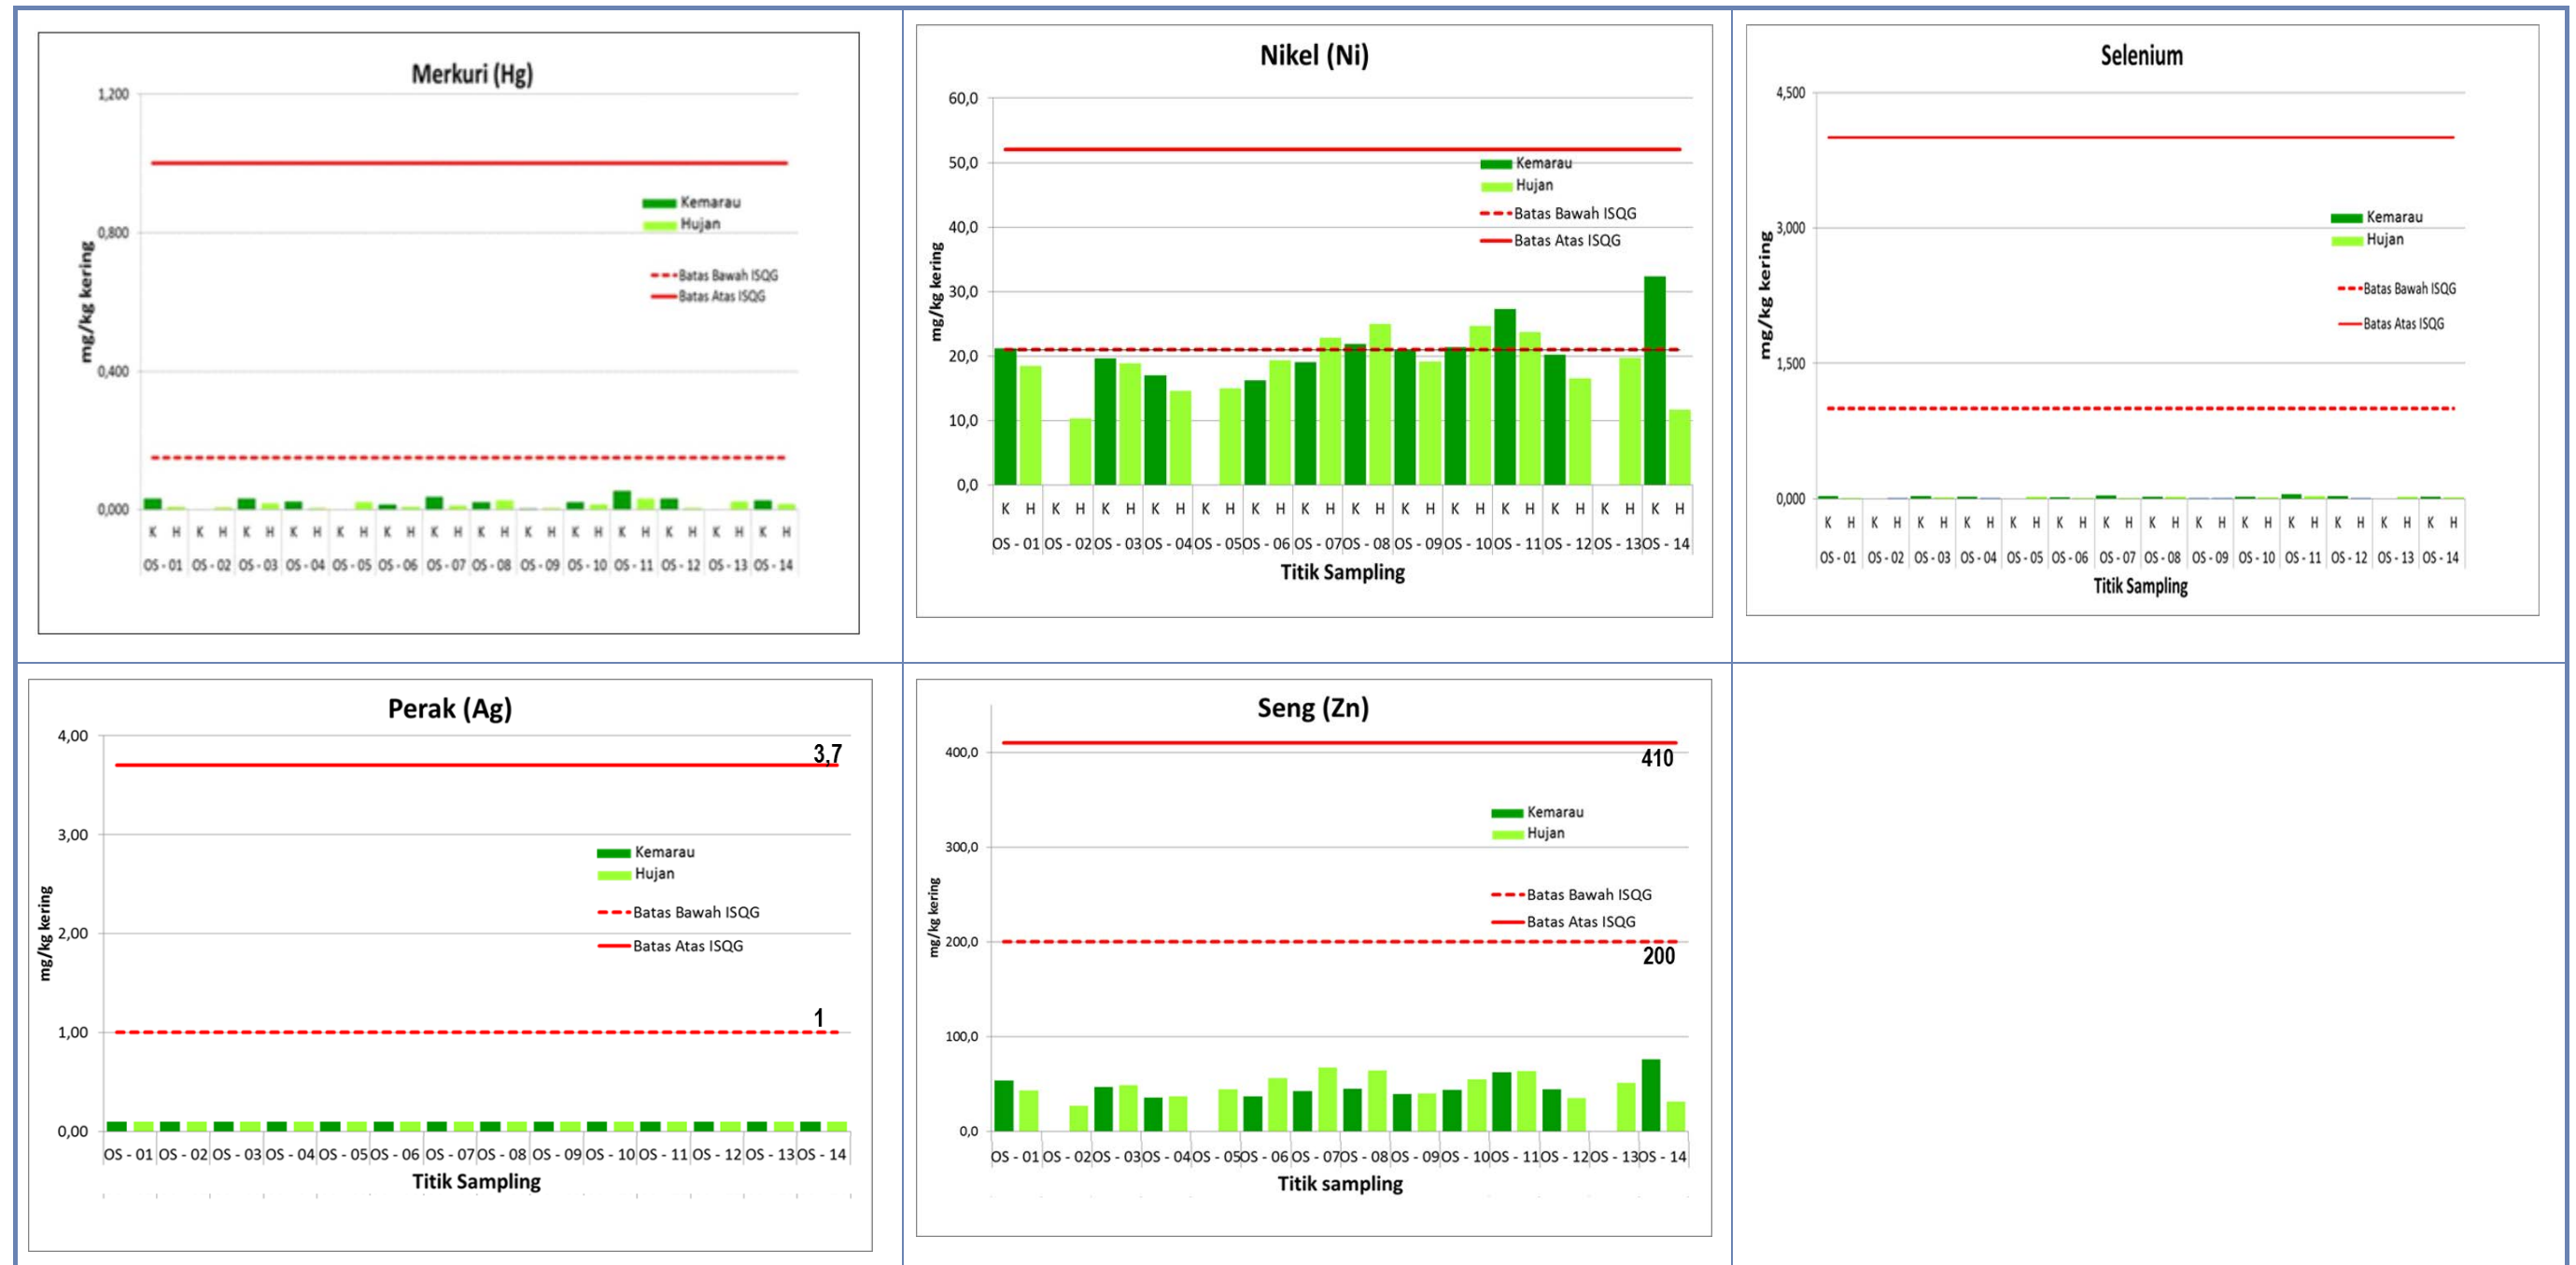 Merkuri (Hg)
1,200
0,800
0,400
0,000
mg/kg kering
Kemarau
Hujan
Batas Bawah ISQG
Batas Atas ISQG
K H K H K H K H K H K H K H K H K H K H K H K H K H K H
OS - 01 OS - 02 OS - 03 OS - 04 OS - 05 OS - 06 OS - 07 OS - 08 OS - 09 OS - 10 OS - 11 OS - 12 OS - 13 OS - 14
Nikel (Ni)
60,0
50,0
40,0
30,0
20,0
10,0
0,0
mg/kg kering
Kemarau
Hujan
Batas Bawah ISQG
Batas Atas ISQG
K H K H K H K H K H K H K H K H K H K H K H K H K H K H
OS - 01 OS - 02 OS - 03 OS - 04 OS - 05 OS - 06 OS - 07 OS - 08 OS - 09 OS - 10 OS - 11 OS - 12 OS - 13 OS - 14
Titik Sampling
Selenium
4,500
3,000
1,500
0,000
mg/kg kering
Kemarau
Hujan
Batas Bawah ISQG
Batas Atas ISQG
K H K H K H K H K H K H K H K H K H K H K H K H K H K H
OS - 01 OS - 02 OS - 03 OS - 04 OS - 05 OS - 06 OS - 07 OS - 08 OS - 09 OS - 10 OS - 11 OS - 12 OS - 13 OS - 14
Titik Sampling
Perak (Ag)
4,00
3,00
2,00
1,00
0,00
mg/kg kering
3,7
Kemarau
Hujan
Batas Bawah ISQG
Batas Atas ISQG
1
OS - 01 OS - 02 OS - 03 OS - 04 OS - 05 OS - 06 OS - 07 OS - 08 OS - 09 OS - 10 OS - 11 OS - 12 OS - 13 OS - 14
Titik Sampling
Seng (Zn)
400,0
300,0
200,0
100,0
0,0
mg/kg kering
410
Kemarau
Hujan
Batas Bawah ISQG
Batas Atas ISQG
200
OS - 01 OS - 02 OS - 03 OS - 04 OS - 05 OS - 06 OS - 07 OS - 08 OS - 09 OS - 10 OS - 11 OS - 12 OS - 13 OS - 14
Titik sampling